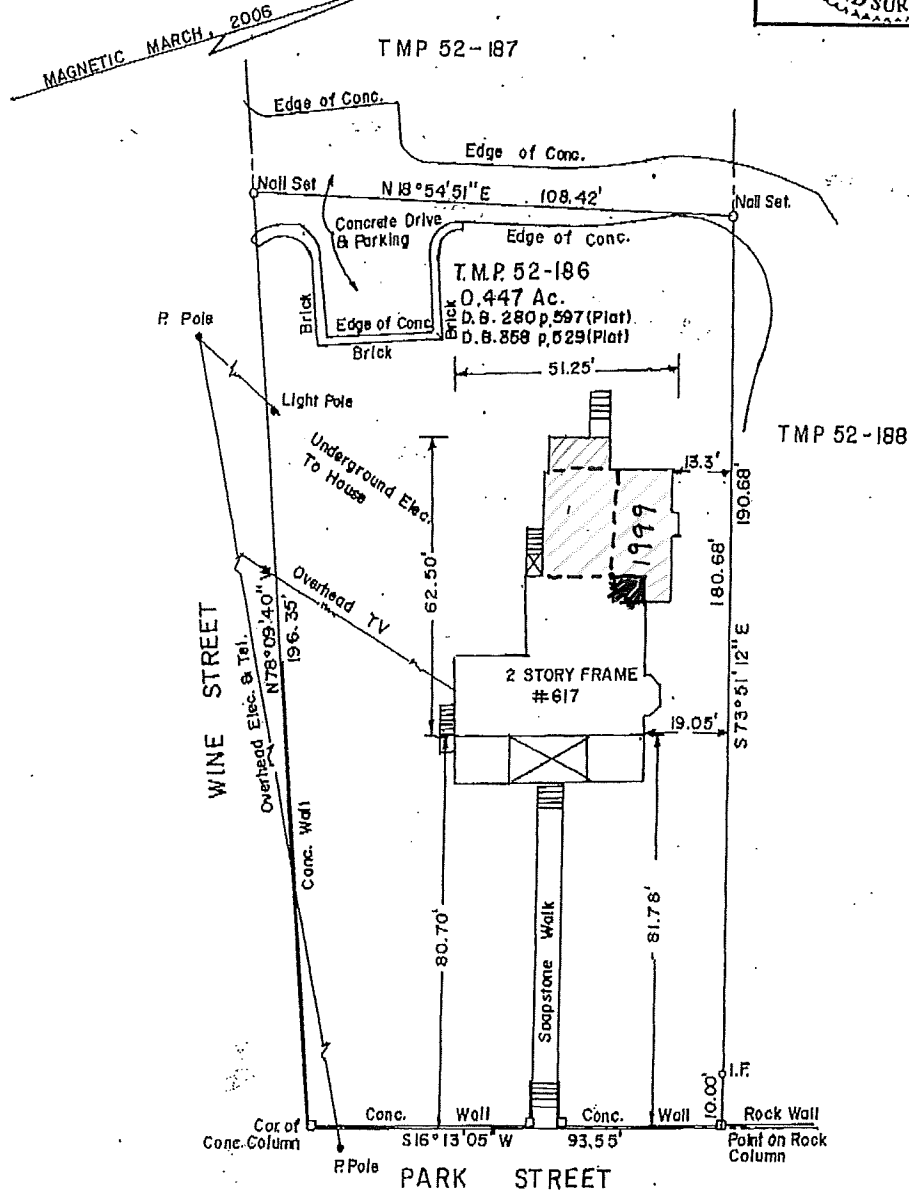 D SUR
MAGNETIC MARCH, 2006
TMP 52-187
Edge of Conc.
Edge of Conc.
Nail Set
N 18°54'51" E 108.42'
Nail Set.
Concrete Drive
& Parking
Edge of Conc.
T.M.P. 52-186
0.447 Ac.
D.B. 280 p,597 (Plat)
D.B. 358 p,529 (Plat)
Brick
Edge of Conc.
Brick
Brick
P. Pole
51.25'
Light Pole
TMP 52-188
Underground Elec.
To House
13.3'
190.68'
1999
62.50'
180.68'
Overhead TV
WINE STREET
N78°09'40" W
196.35'
Overhead Elec. & Tel.
2 STORY FRAME
#617
S 73°51'12" E
19.05'
Conc. Wall
80.70'
81.78'
Soapstone Walk
I.F.
10.00'
Conc. Wall
Conc. Wall
Rock Wall
Cor. of
Conc. Column
S16°13'05" W 93.55'
Point On Rock
Column
P. Pole
PARK STREET